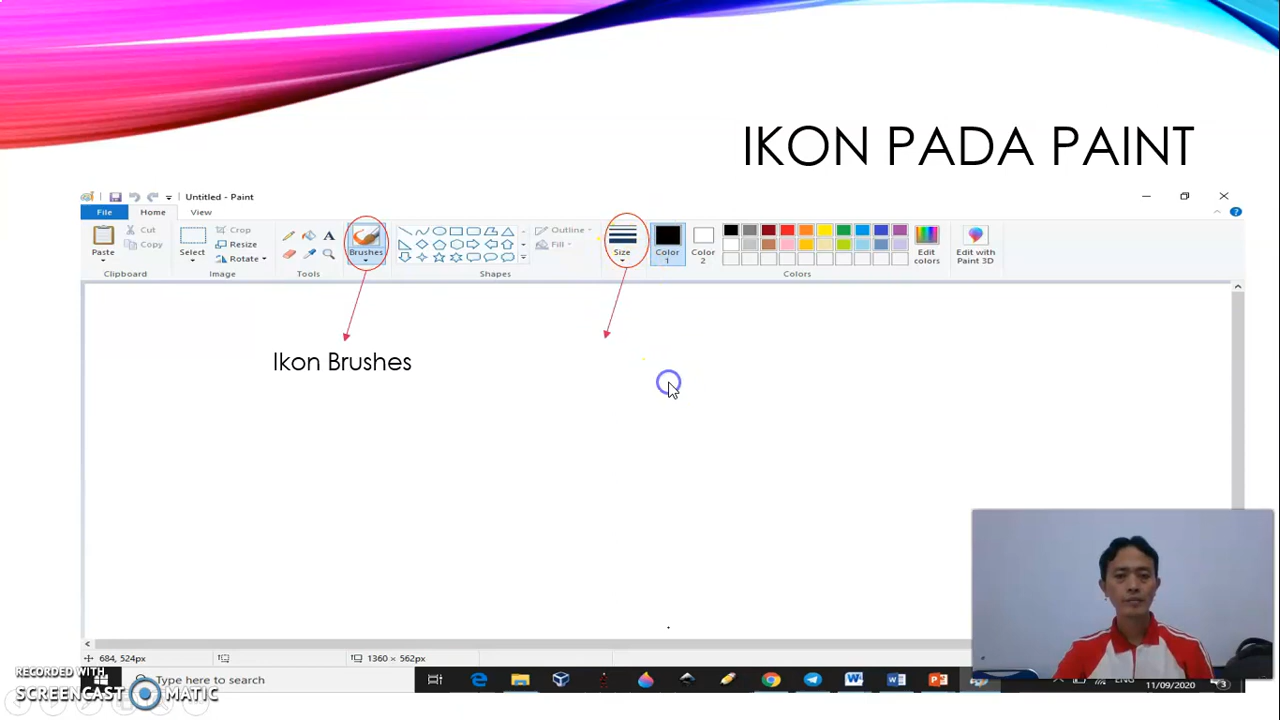 IKON PADA PAINT
Untitled - Paint
File Home View
Paste
Cut
Copy
Clipboard
Select
Crop
Resize
Rotate
Image
A
Tools
Brushes
Shapes
Outline
Fill
Size
Color 1
Color 2
Colors
Edit colors
Edit with Paint 3D
Ikon Brushes
684, 524px
1360 × 562px
RECORDED WITH
SCREENCAST MATIC
Type here to search
ENG
11/09/2020
3